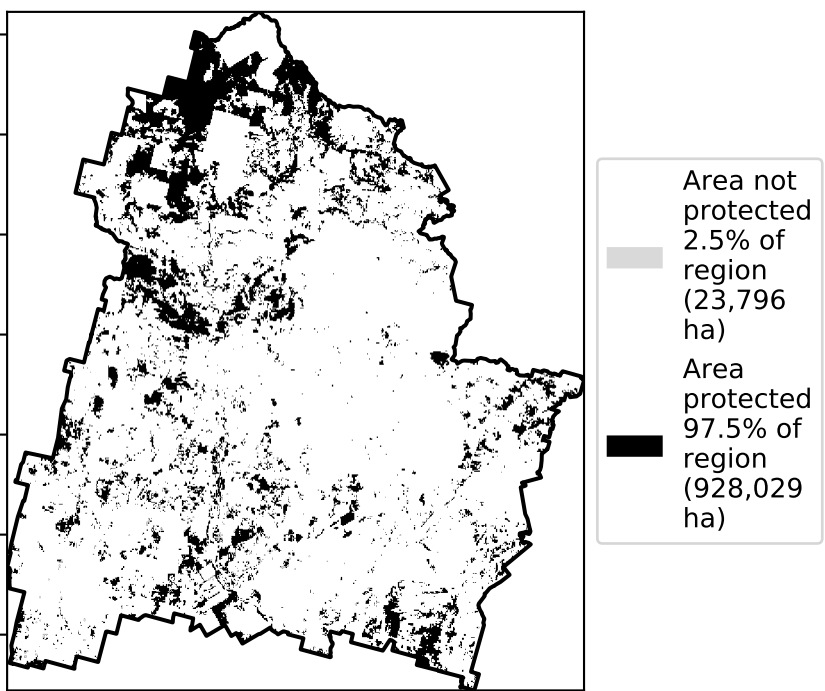 Area not
protected
2.5% of
region
(23,796
ha)
Area
protected
97.5% of
region
(928,029
ha)